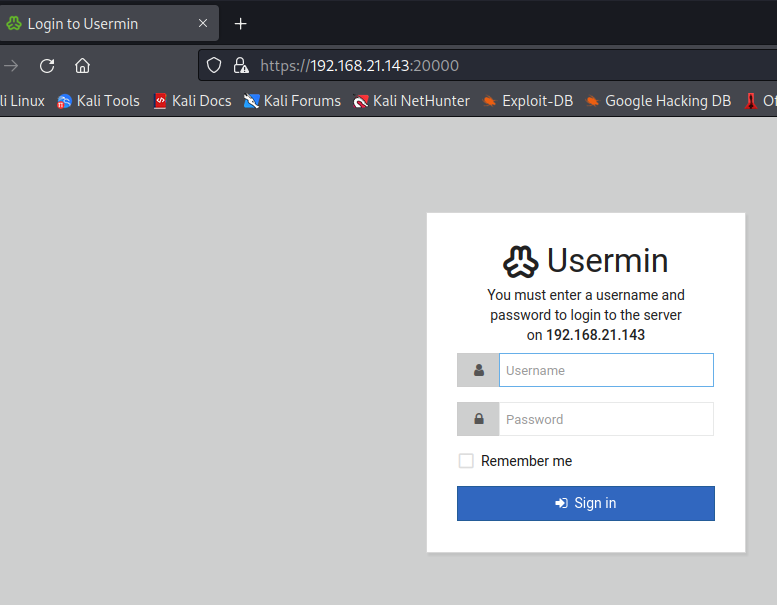 Login to Usermin
https://192.168.21.143:20000
li Linux Kali Tools Kali Docs Kali Forums Kali NetHunter Exploit-DB Google Hacking DB Of
Usermin
You must enter a username and
password to login to the server
on 192.168.21.143
Username
Password
Remember me
Sign in